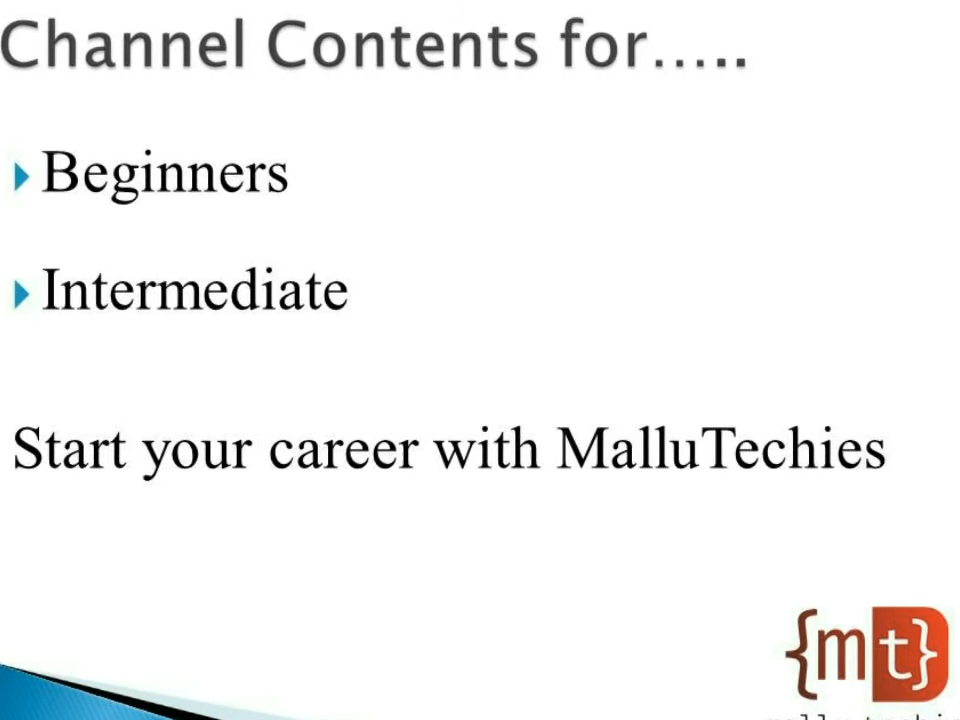 Channel Contents for.....
Beginners
Intermediate
Start your career with MalluTechies
{mt}